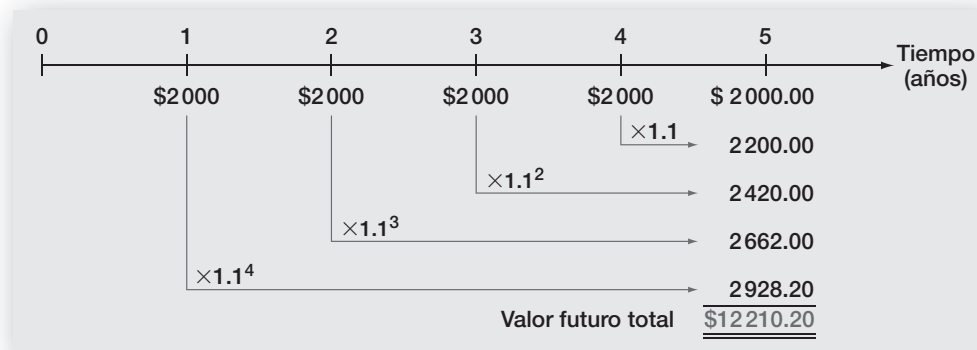 0 1 2 3 4 5
Tiempo
(años)
$2000 $2000 $2000 $2000 $ 2000.00
×1.1 2200.00
×1.1² 2420.00
×1.1³ 2662.00
×1.1⁴ 2928.20
Valor futuro total $12210.20